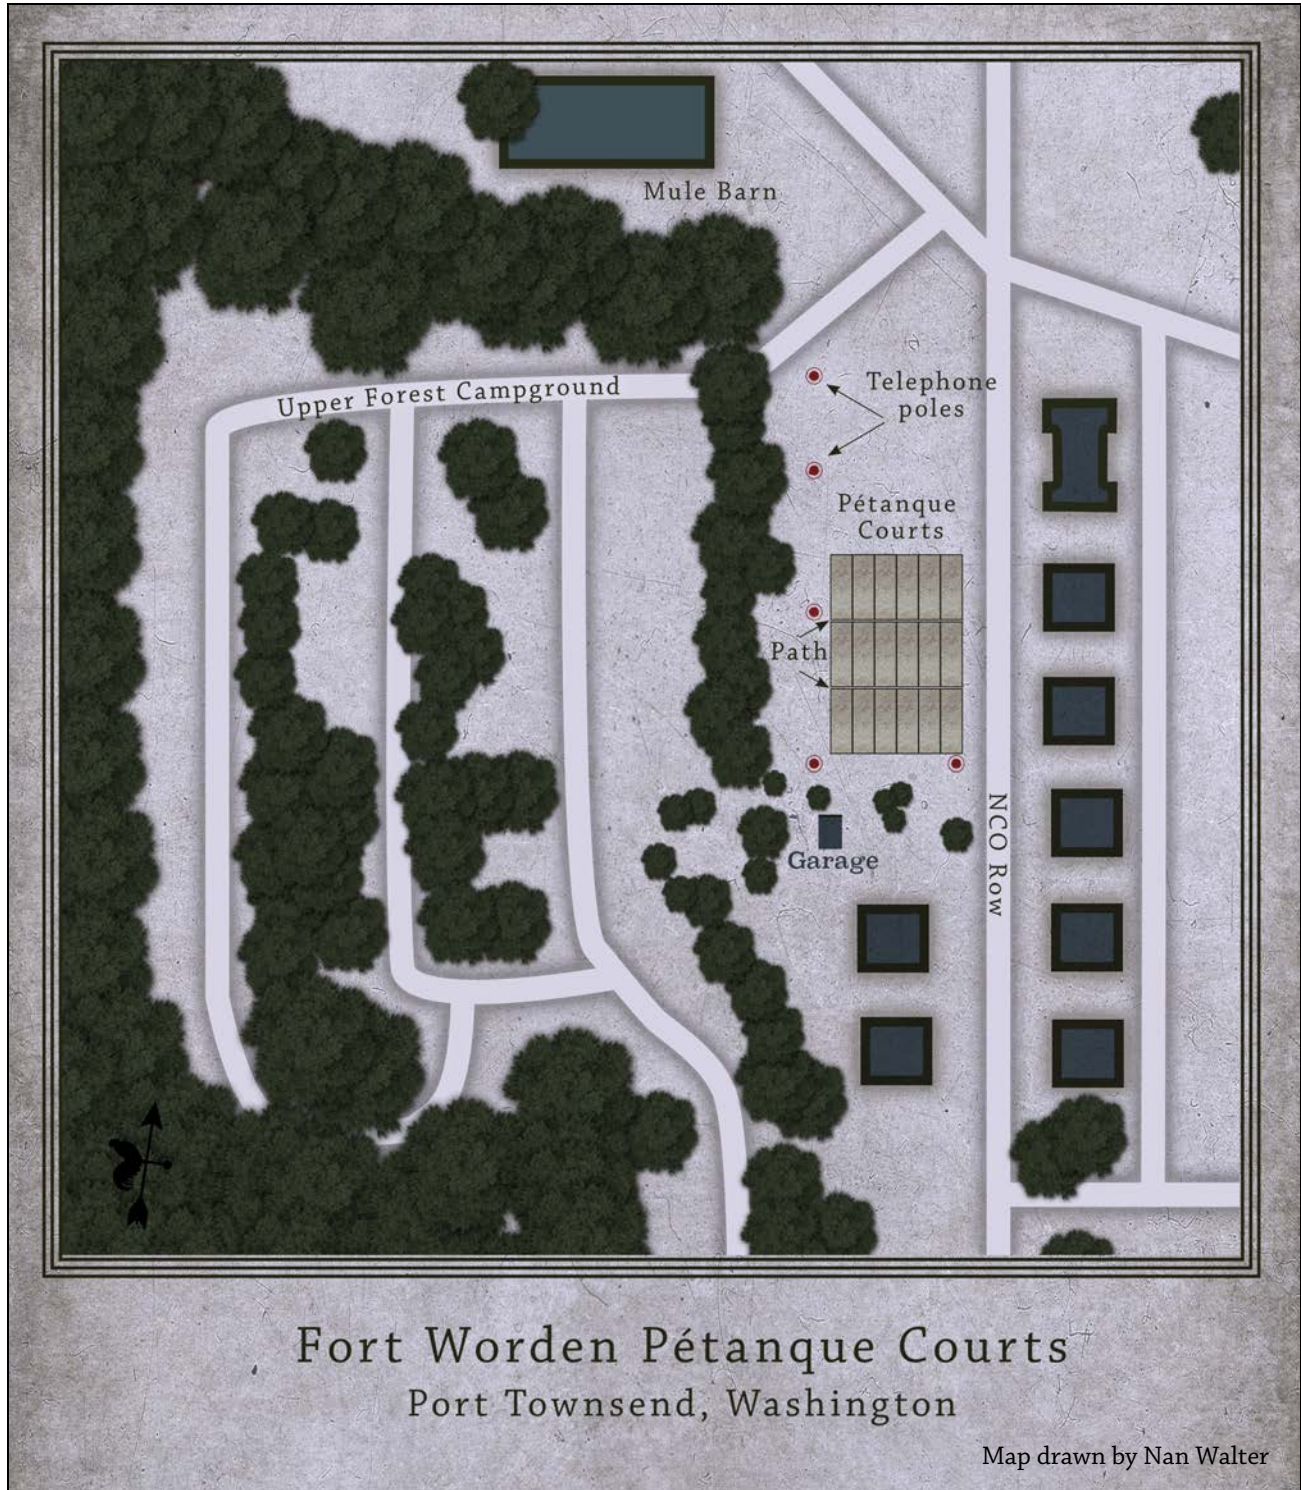 Mule Barn
Upper Forest Campground
Telephone
poles
Pétanque
Courts
Path
NCO Row
Garage
Fort Worden Pétanque Courts
Port Townsend, Washington
Map drawn by Nan Walter